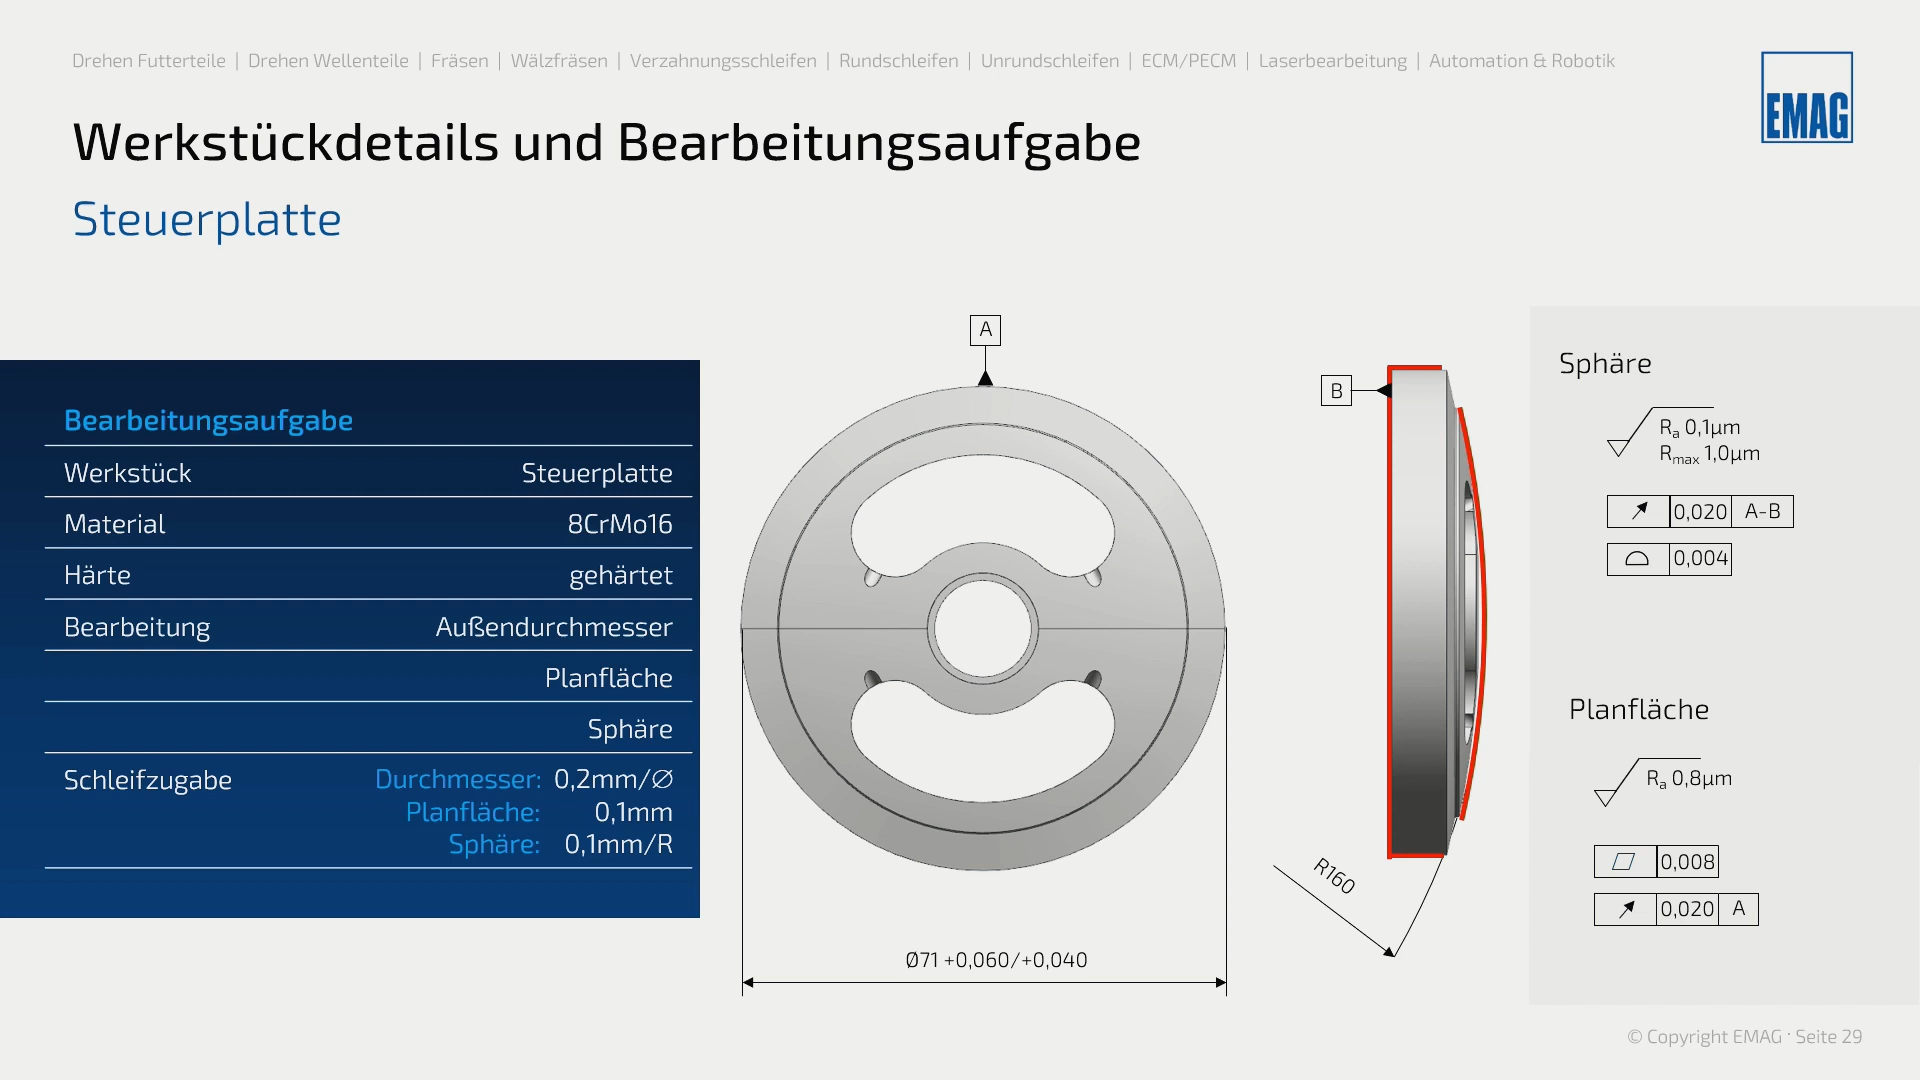 Drehen Futterteile | Drehen Wellenteile | Fräsen | Wälzfräsen | Verzahnungsschleifen | Rundschleifen | Unrundschleifen | ECM/PECM | Laserbearbeitung | Automation & Robotik
EMAG
Werkstückdetails und Bearbeitungsaufgabe
Steuerplatte
Bearbeitungsaufgabe
Werkstück Steuerplatte
Material 8CrMo16
Härte gehärtet
Bearbeitung Außendurchmesser
Planfläche
Sphäre
Schleifzugabe Durchmesser: 0,2mm/∅
Planfläche: 0,1mm
Sphäre: 0,1mm/R
A
Ø71 +0,060/+0,040
B
R160
Sphäre
Ra 0,1µm
Rmax 1,0µm
0,020 A-B
0,004
Planfläche
Ra 0,8µm
0,008
0,020 A
© Copyright EMAG · Seite 29